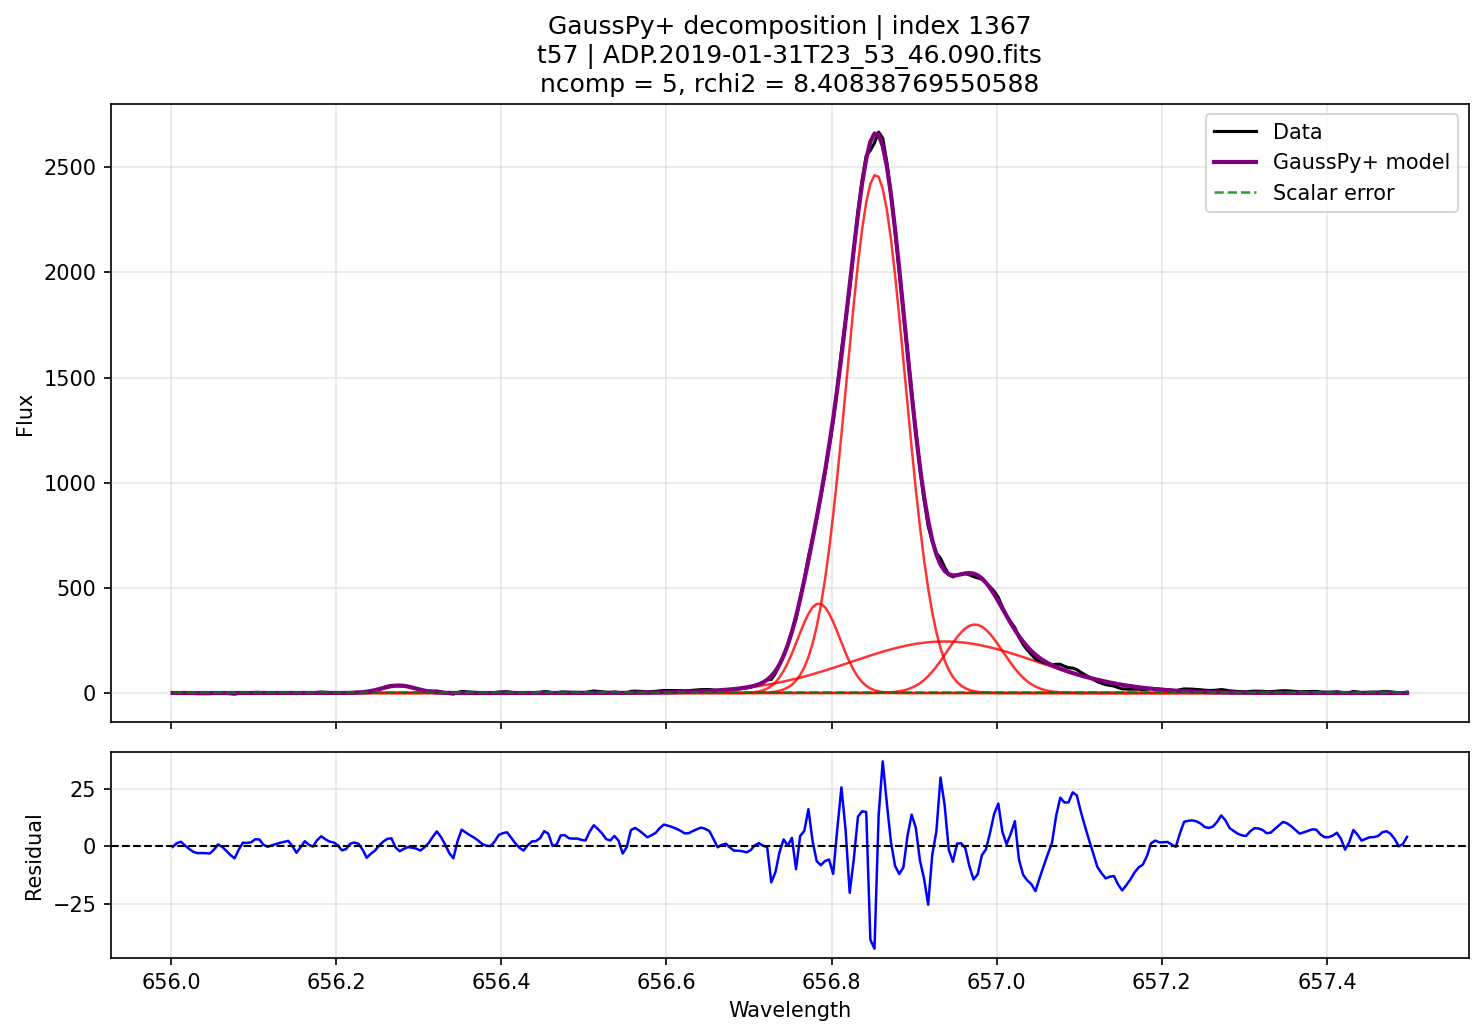 GaussPy+ decomposition | index 1367
t57 | ADP.2019-01-31T23_53_46.090.fits
ncomp = 5, rchi2 = 8.40838769550588
Data
GaussPy+ model
Scalar error
Flux
2500
2000
1500
1000
500
0
Residual
25
0
−25
656.0 656.2 656.4 656.6 656.8 657.0 657.2 657.4
Wavelength